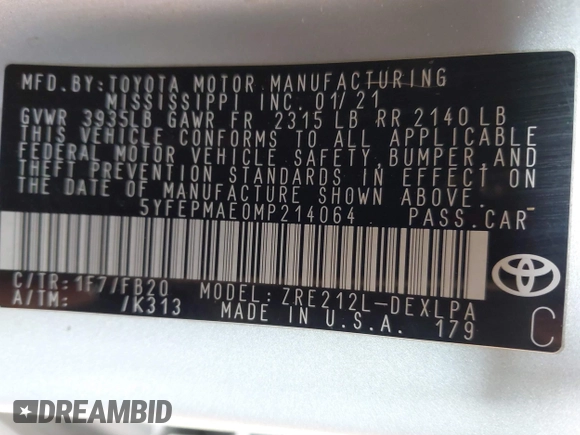 MFD.BY:TOYOTA MOTOR MANUFACTURING
MISSISSIPPI INC. 01/21
GVWR 3935LB GAWR FR 2315 LB RR 2140 LB
THIS VEHICLE CONFORMS TO ALL APPLICABLE
FEDERAL MOTOR VEHICLE SAFETY, BUMPER, AND
THEFT PREVENTION STANDARDS IN EFFECT ON
THE DATE OF MANUFACTURE SHOWN ABOVE.
5YFEPMAE0MP214064 PASS.CAR
C/TR:1F7/FB20 MODEL: ZRE212L-DEXLPA
A/TM: /K313 MADE IN U.S.A. 179
C
DREAMBID